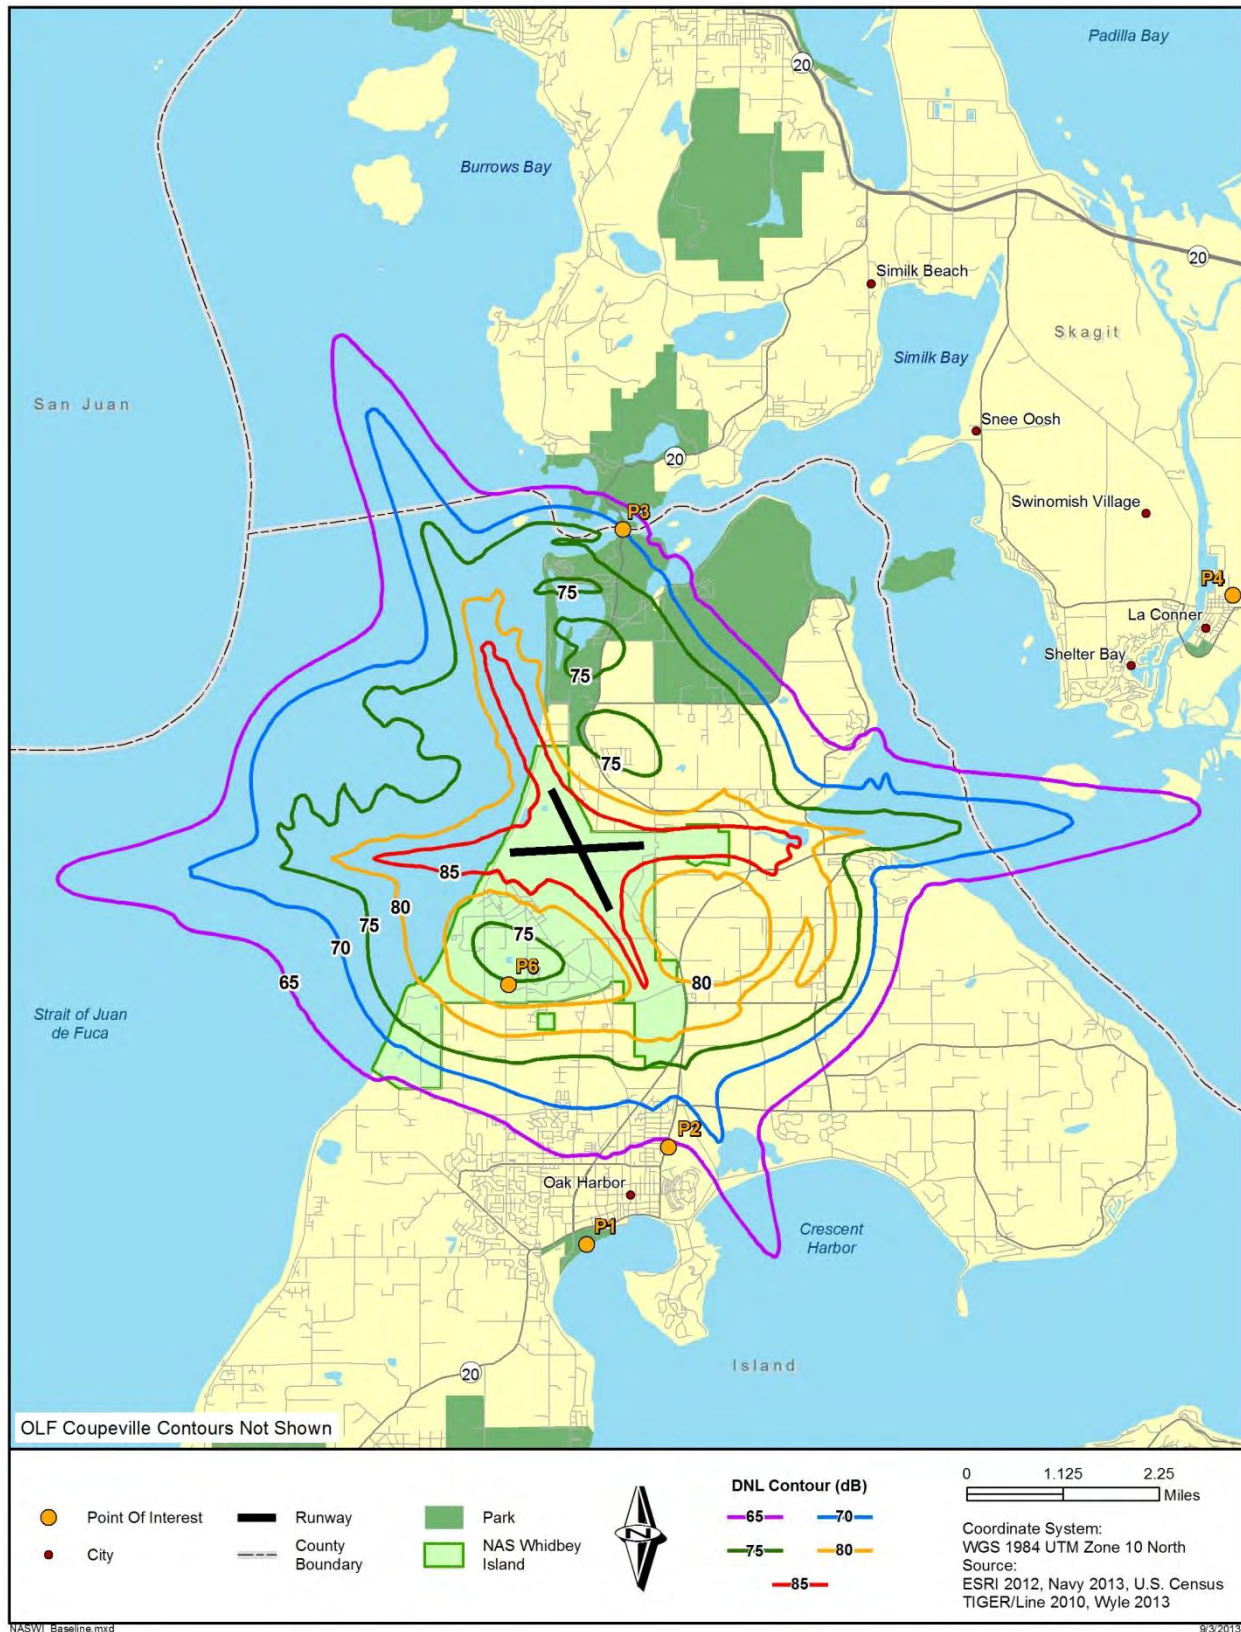 Padilla Bay
20
Burrows Bay
20
Similk Beach
Skagit
Similk Bay
San Juan
Snee Oosh
20
Swinomish Village
P3
P4
75
La Conner
Shelter Bay
75
75
85
80
75
75
70
P6
80
65
Strait of Juan
de Fuca
P2
Oak Harbor
P1
Crescent
Harbor
Island
20
OLF Coupeville Contours Not Shown
Point Of Interest
City
Runway
County
Boundary
Park
NAS Whidbey
Island
N
DNL Contour (dB)
65
70
75
80
85
0 1.125 2.25
Miles
Coordinate System:
WGS 1984 UTM Zone 10 North
Source:
ESRI 2012, Navy 2013, U.S. Census
TIGER/Line 2010, Wyle 2013
NASWI_Baseline.mxd
9/3/2013